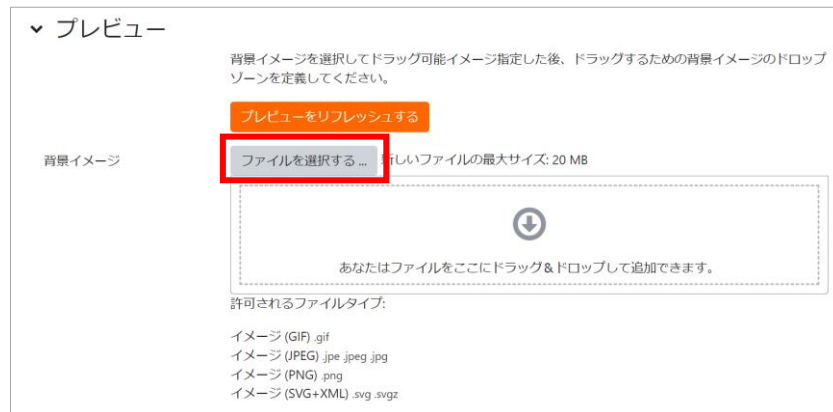 プレビュー
背景イメージを選択してドラッグ可能イメージ指定した後、ドラッグするための背景イメージのドロップ
ゾーンを定義してください。
プレビューをリフレッシュする
背景イメージ
ファイルを選択する ...
新しいファイルの最大サイズ: 20 MB
あなたはファイルをここにドラッグ&ドロップして追加できます。
許可されるファイルタイプ:
イメージ (GIF) .gif
イメージ (JPEG) .jpe .jpeg .jpg
イメージ (PNG) .png
イメージ (SVG+XML) .svg .svgz